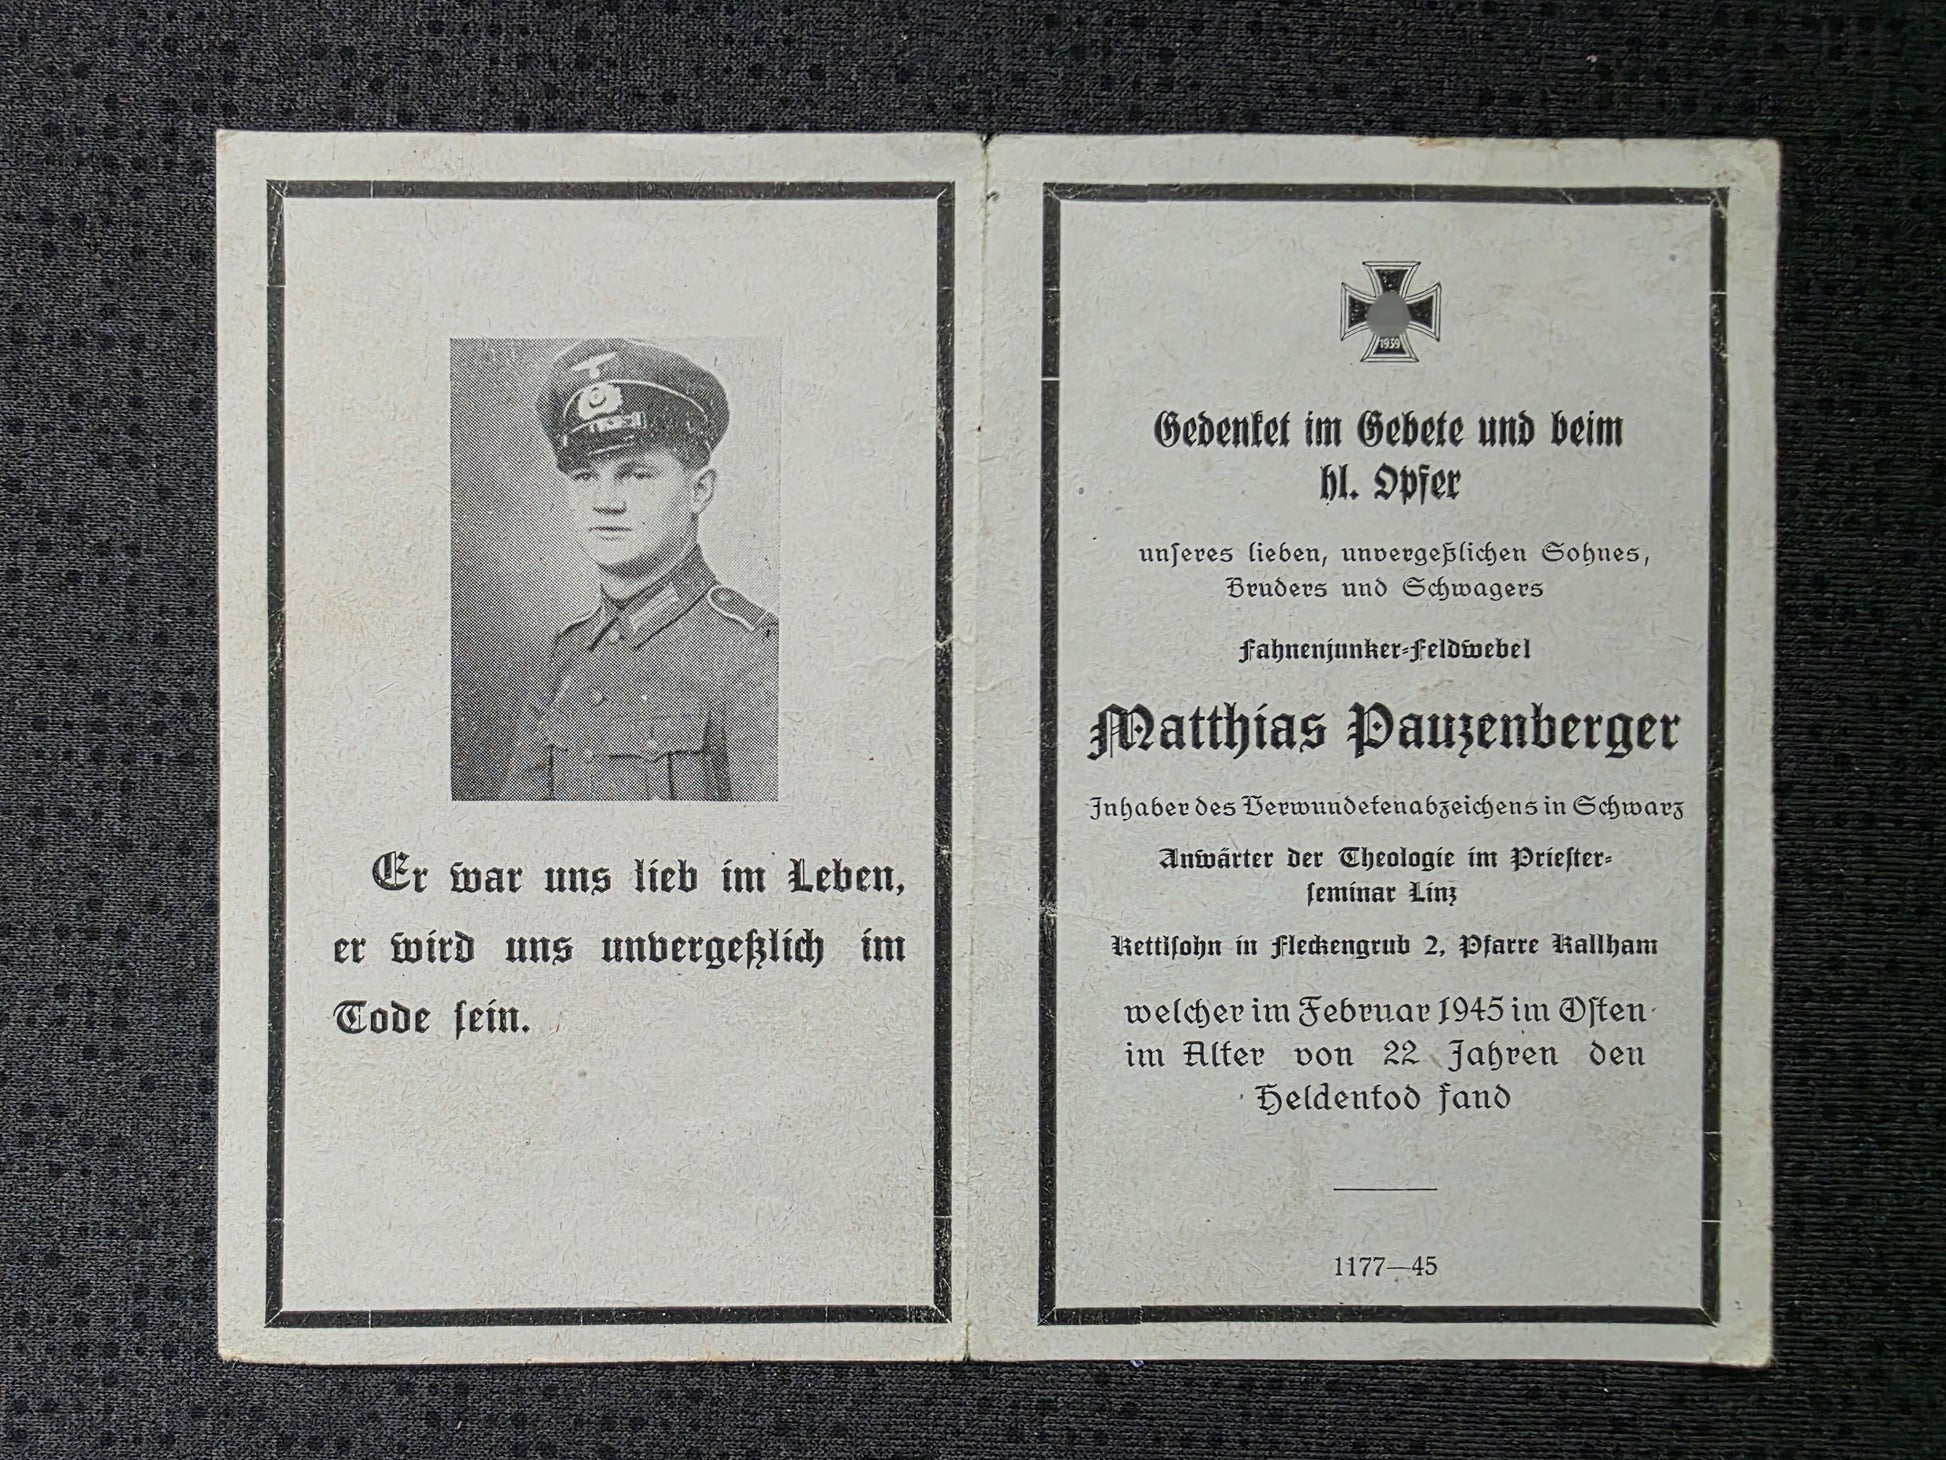 Er war uns lieb im Leben,
er wird uns unvergeßlich im
Tode sein.
1939
Gedenket im Gebete und beim
hl. Opfer
unseres lieben, unvergeßlichen Sohnes,
Bruders und Schwagers
Fahnenjunker-Feldwebel
Matthias Pauzenberger
Inhaber des Verwundetenabzeichens in Schwarz
Anwärter der Theologie im Priester-
seminar Linz
Kettlsohn in Fleckengrub 2, Pfarre Kallham
welcher im Februar 1945 im Osten
im Alter von 22 Jahren den
Heldentod fand
1177—45